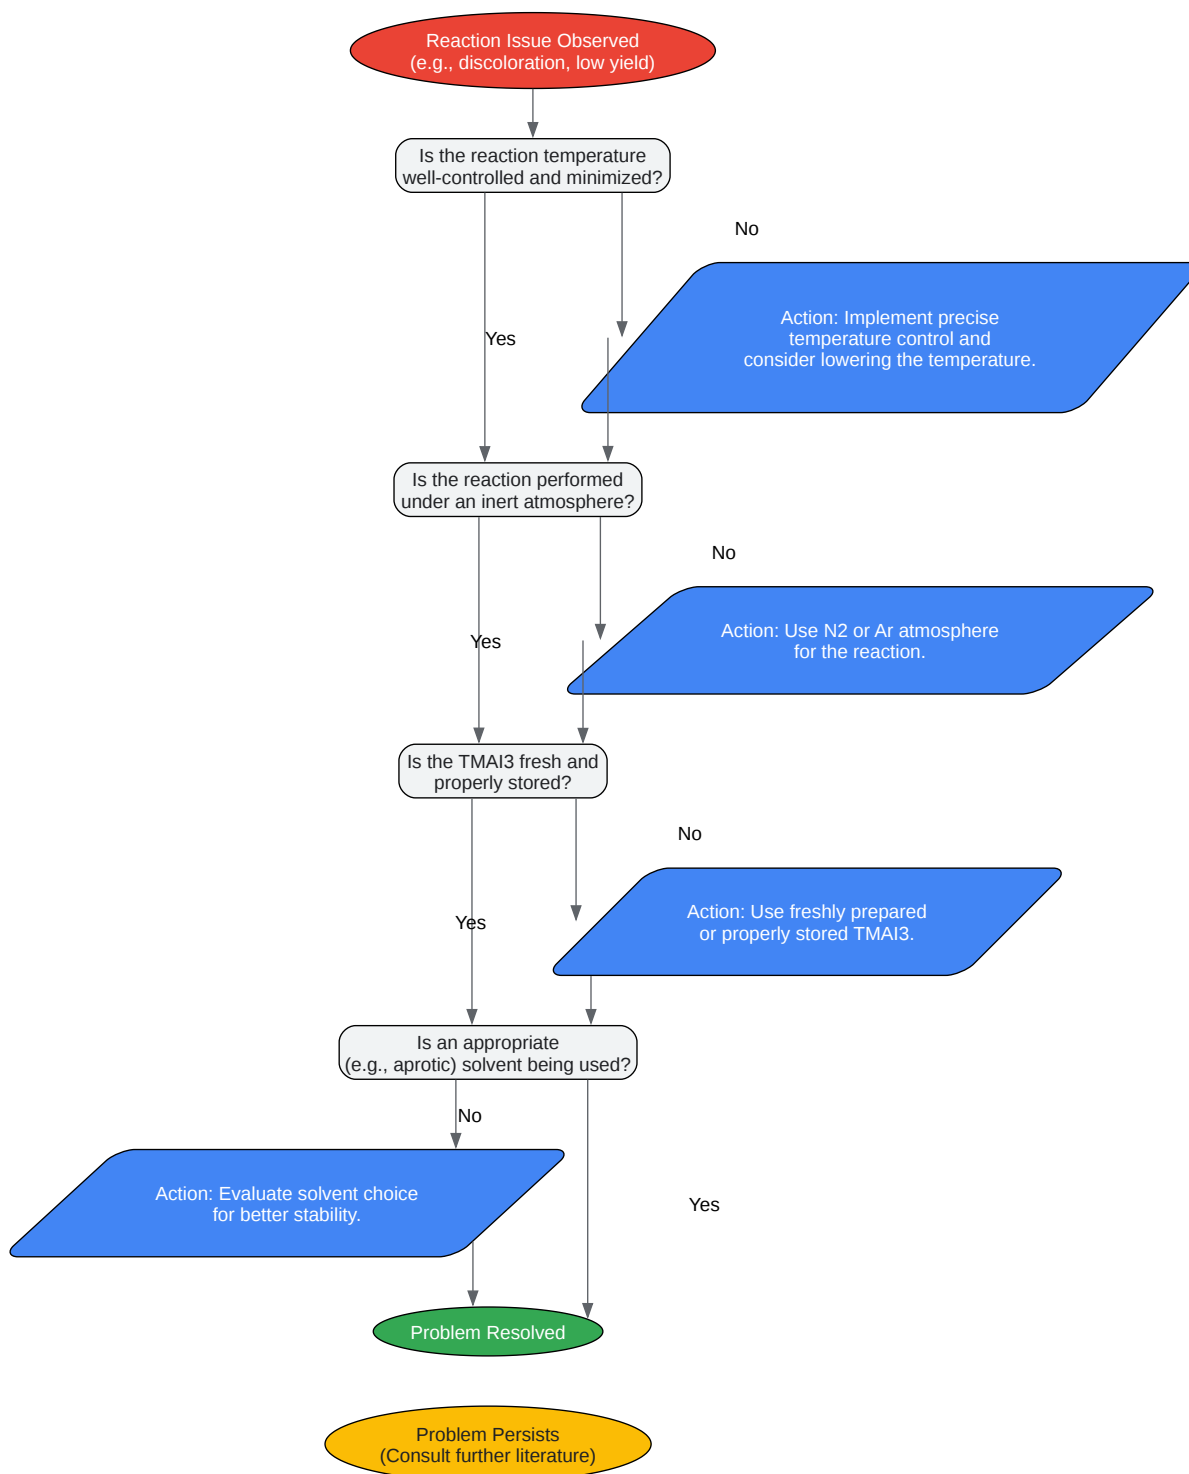 Reaction Issue Observed
(e.g., discoloration, low yield)
Is the reaction temperature
well-controlled and minimized?
No
Action: Implement precise
temperature control and
consider lowering the temperature.
Yes
Is the reaction performed
under an inert atmosphere?
No
Action: Use N2 or Ar atmosphere
for the reaction.
Yes
Is the TMAI3 fresh and
properly stored?
No
Action: Use freshly prepared
or properly stored TMAI3.
Yes
Is an appropriate
(e.g., aprotic) solvent being used?
No
Action: Evaluate solvent choice
for better stability.
Yes
Problem Resolved
Problem Persists
(Consult further literature)